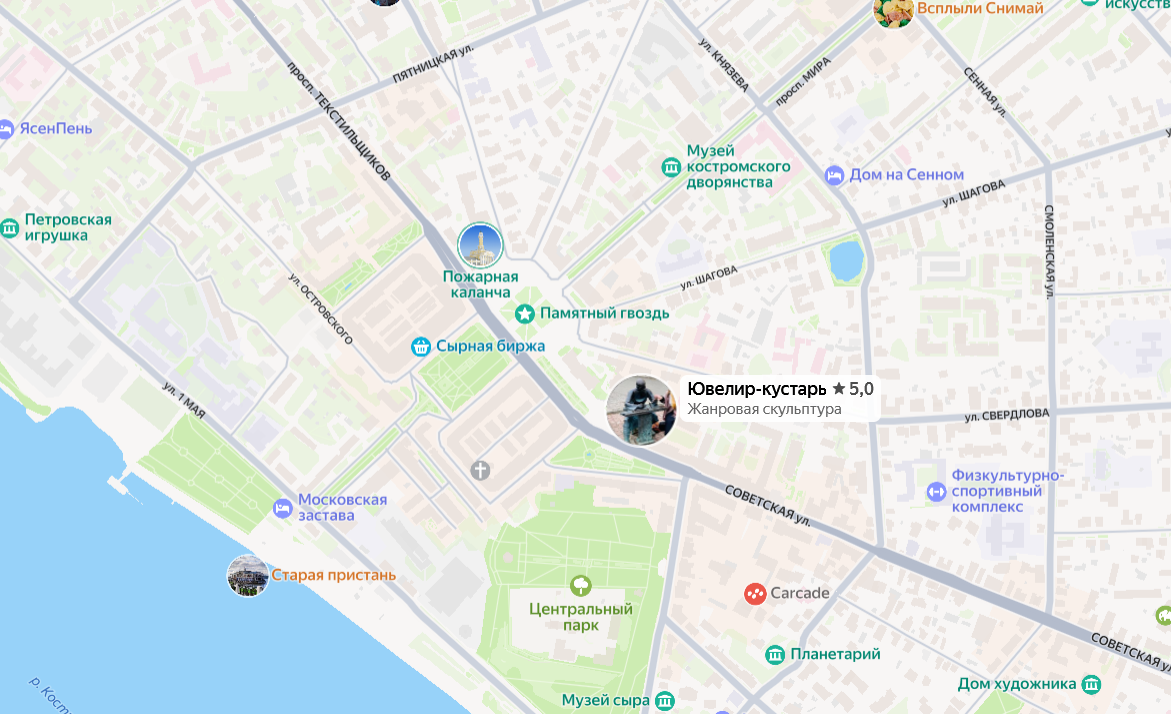 искусств
Всплыли Снимай
ул. КНЯЗЕВА
ПЯТНИЦКАЯ ул.
просп. МИРА
СЕННАЯ ул.
просп. ТЕКСТИЛЬЩИКОВ
ЯсенПень
Музей
костромского
дворянства
Дом на Сенном
ул. ШАГОВА
Петровская
игрушка
СМОЛЕНСКАЯ ул.
Пожарная
каланча
ул. ШАГОВА
ул. ОСТРОВСКОГО
Памятный гвоздь
Сырная биржа
ул. 1 МАЯ
Ювелир-кустарь ★ 5,0
Жанровая скульптура
ул. СВЕРДЛОВА
Физкультурно-
спортивный
комплекс
Московская
застава
СОВЕТСКАЯ ул.
Старая пристань
Carcade
Центральный
парк
Планетарий
СОВЕТСКАЯ ул.
Дом художника
Музей сыра
р. Кост